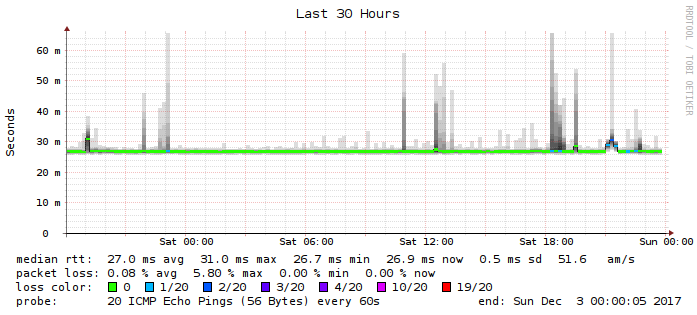 Last 30 Hours
RRDTOOL / TOBI OETIKER
Seconds
60 m
50 m
40 m
30 m
20 m
10 m
0
Sat 00:00 Sat 06:00 Sat 12:00 Sat 18:00 Sun 00:00
median rtt: 27.0 ms avg 31.0 ms max 26.7 ms min 26.9 ms now 0.5 ms sd 51.6 am/s
packet loss: 0.08 % avg 5.80 % max 0.00 % min 0.00 % now
loss color: 0 1/20 2/20 3/20 4/20 10/20 19/20
probe: 20 ICMP Echo Pings (56 Bytes) every 60s end: Sun Dec 3 00:00:05 2017